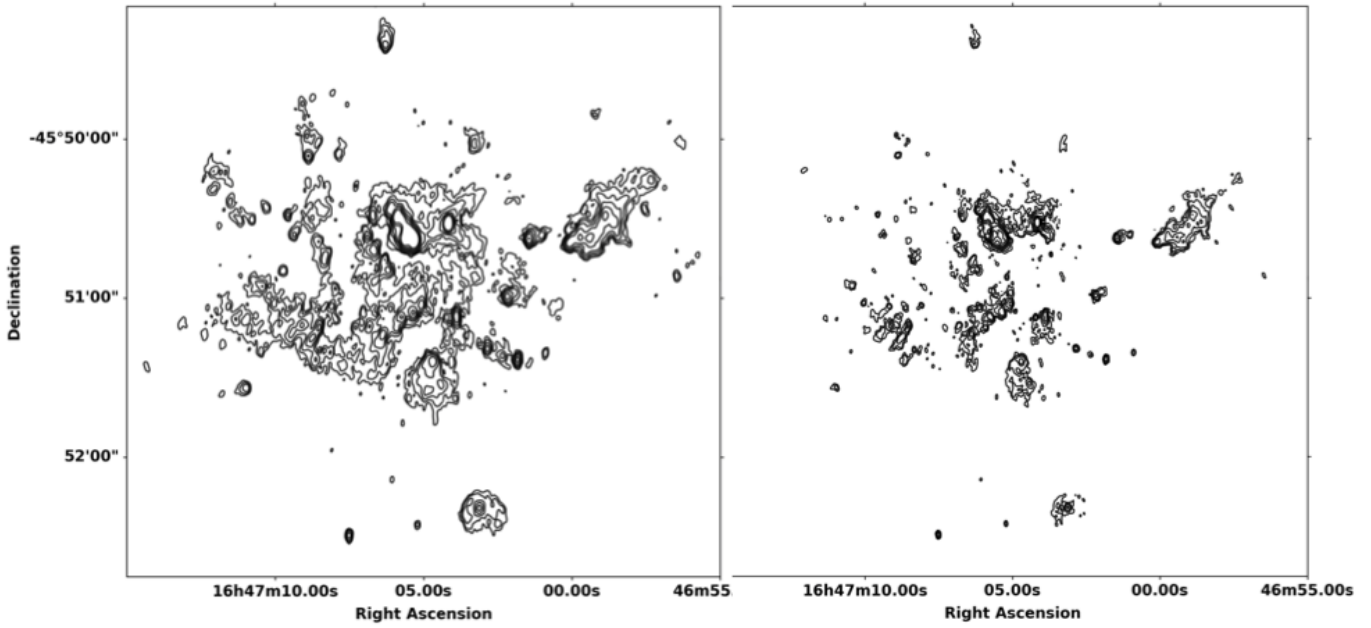 -45°50'00"
51'00"
52'00"
Declination
16h47m10.00s 05.00s 00.00s 46m55.
Right Ascension
16h47m10.00s 05.00s 00.00s 46m55.00s
Right Ascension